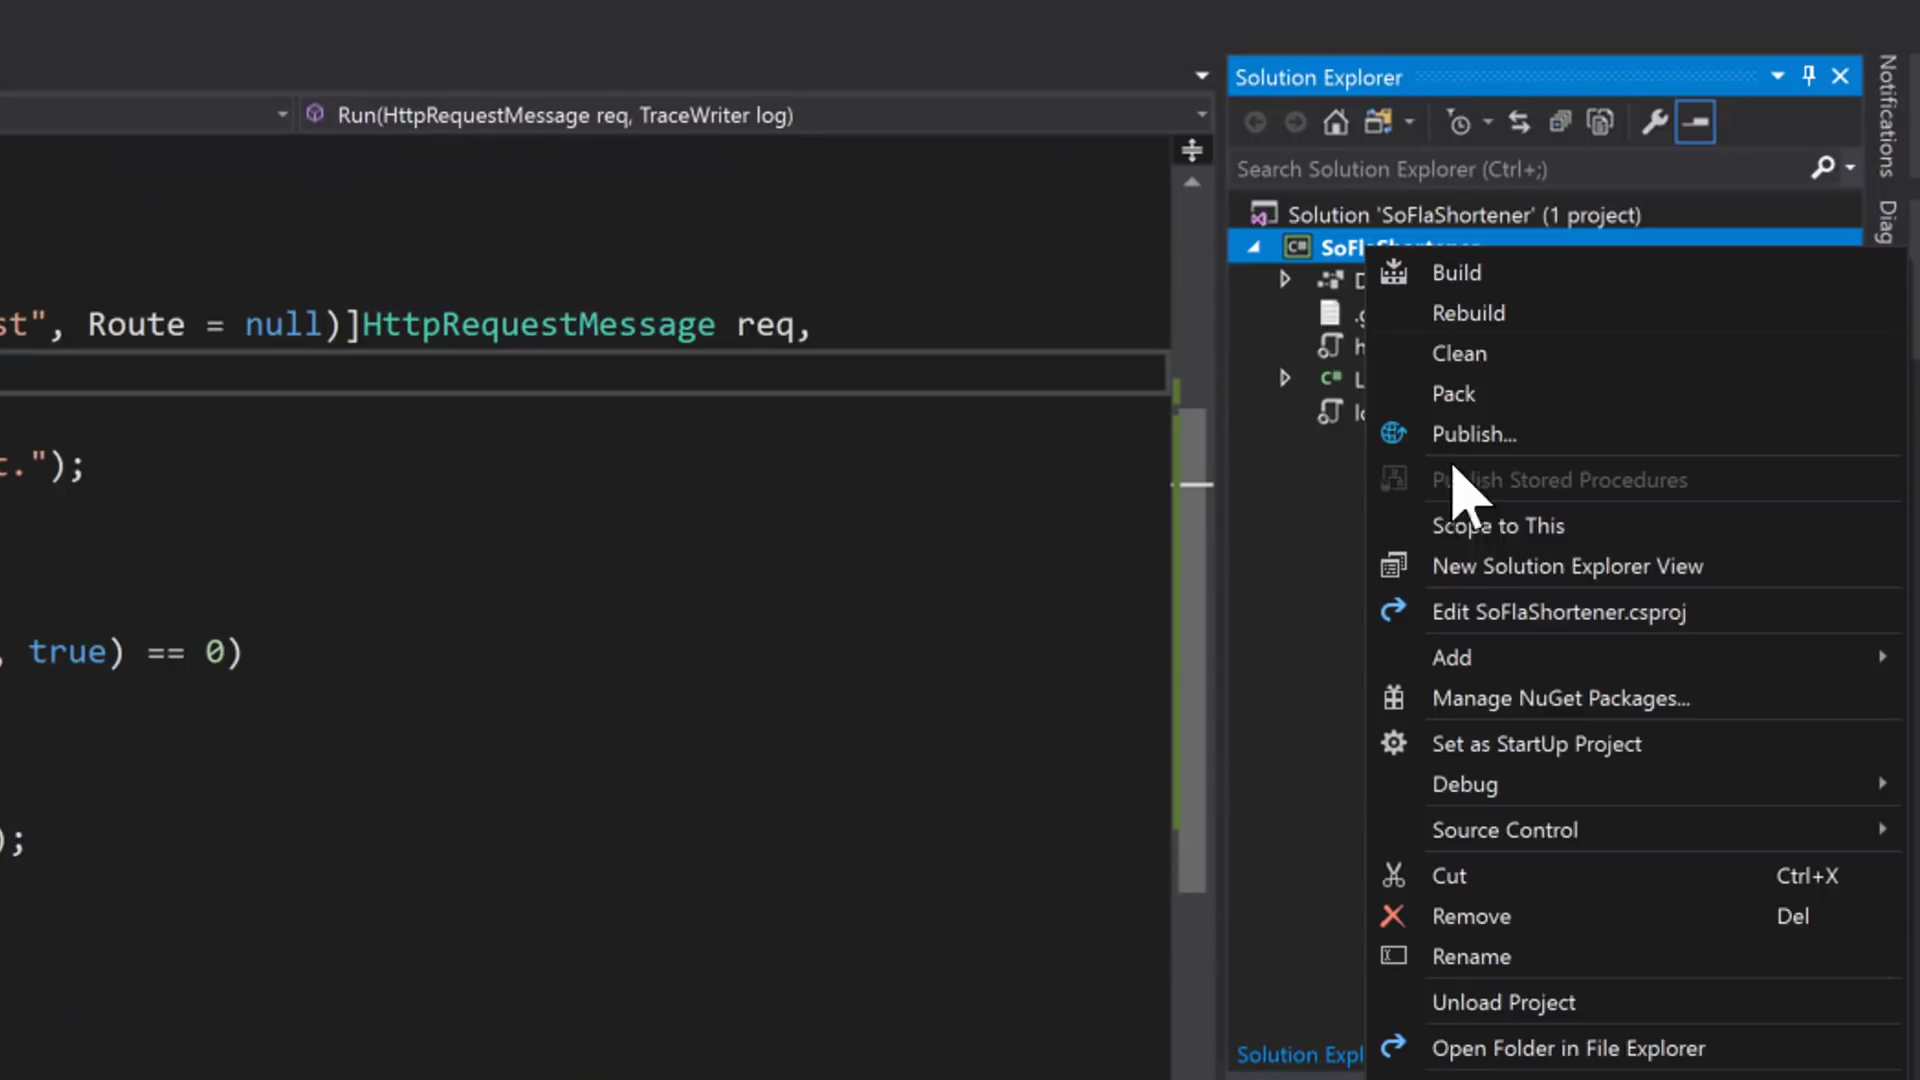 Solution Explorer
Notifications
Run(HttpRequestMessage req, TraceWriter log)
Search Solution Explorer (Ctrl+;)
Solution 'SoFlaShortener' (1 project)
Diag
SoFlaShortener
Build
D
Rebuild
.g
st", Route = null)]HttpRequestMessage req,
h
Clean
L
Pack
lo
Publish...
t.");
Publish Stored Procedures
Scope to This
New Solution Explorer View
Edit SoFlaShortener.csproj
, true) == 0)
Add
Manage NuGet Packages...
Set as StartUp Project
Debug
);
Source Control
Cut Ctrl+X
Remove Del
Rename
Unload Project
Solution Expl
Open Folder in File Explorer